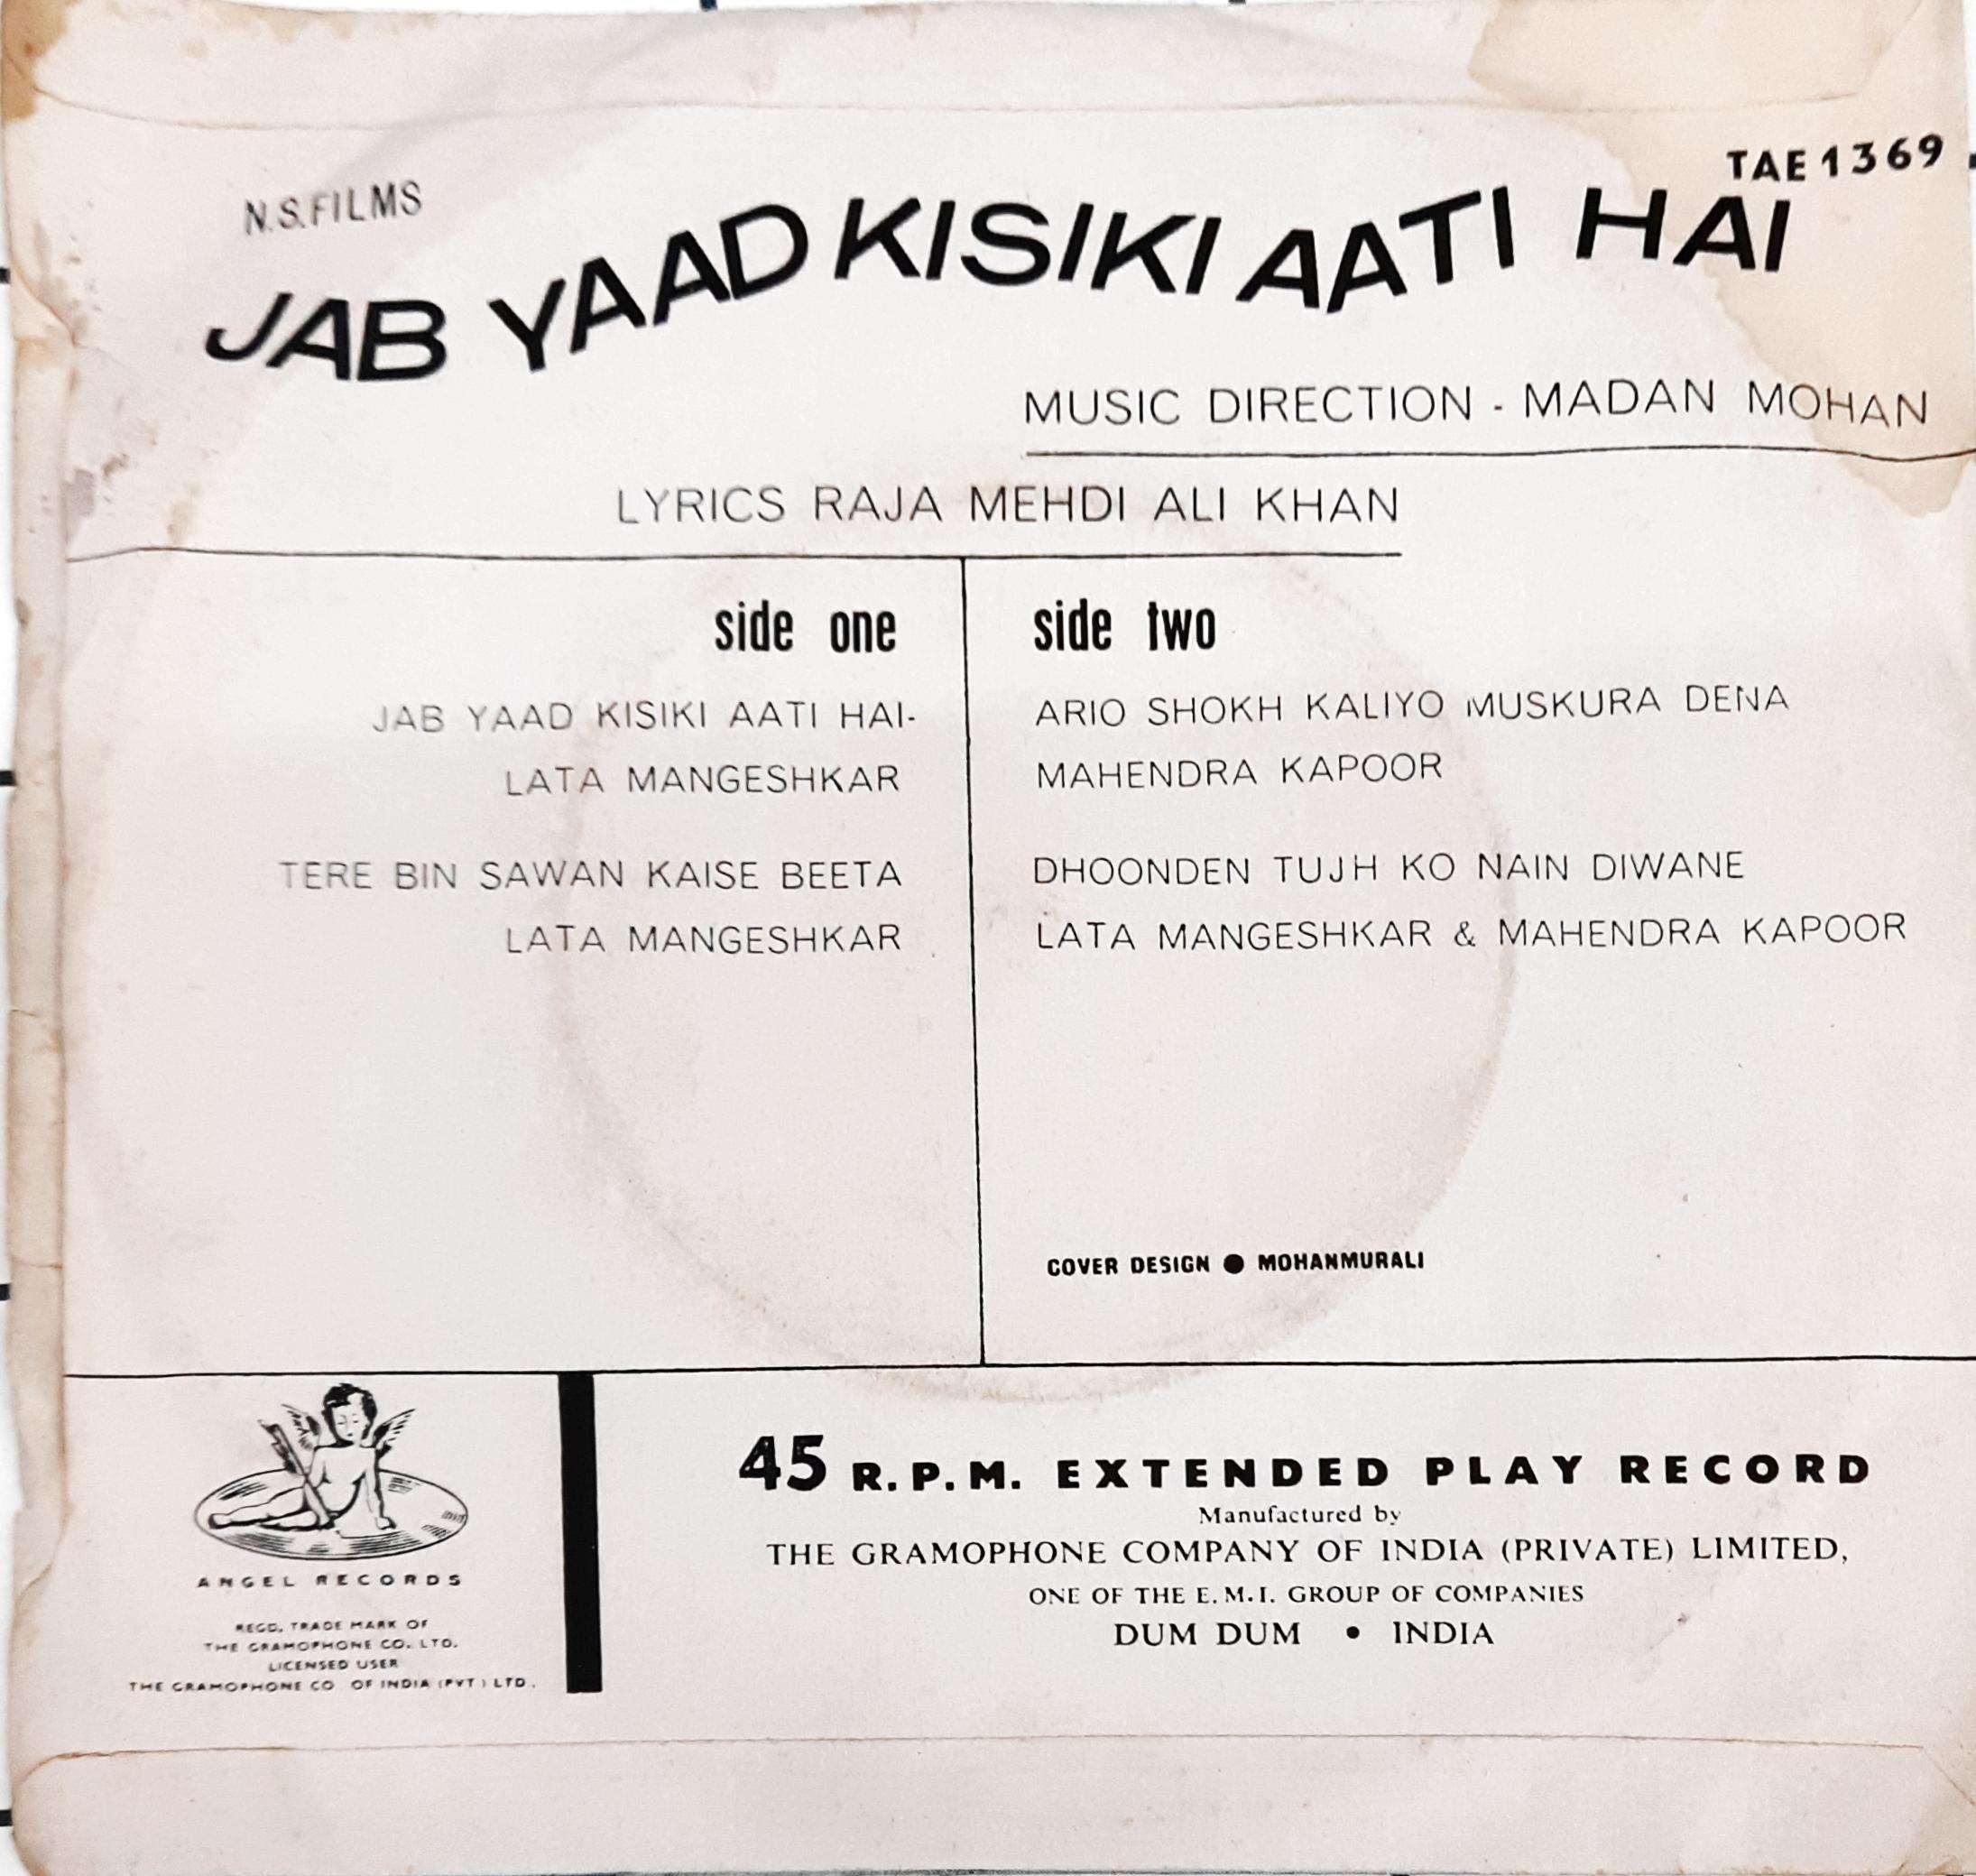 N.S.FILMS
TAE 1369
JAB YAAD KISIKI AATI HAI
MUSIC DIRECTION - MADAN MOHAN
LYRICS RAJA MEHDI ALI KHAN
side one
JAB YAAD KISIKI AATI HAI-
LATA MANGESHKAR
TERE BIN SAWAN KAISE BEETA
LATA MANGESHKAR
side two
ARIO SHOKH KALIYO MUSKURA DENA
MAHENDRA KAPOOR
DHOONDEN TUJH KO NAIN DIWANE
LATA MANGESHKAR & MAHENDRA KAPOOR
COVER DESIGN ● MOHANMURALI
ANGEL RECORDS
REGD. TRADE MARK OF
THE GRAMOPHONE CO. LTD.
LICENSED USER
THE GRAMOPHONE CO OF INDIA (PVT) LTD.
45 R.P.M. EXTENDED PLAY RECORD
Manufactured by
THE GRAMOPHONE COMPANY OF INDIA (PRIVATE) LIMITED,
ONE OF THE E.M.I. GROUP OF COMPANIES
DUM DUM • INDIA